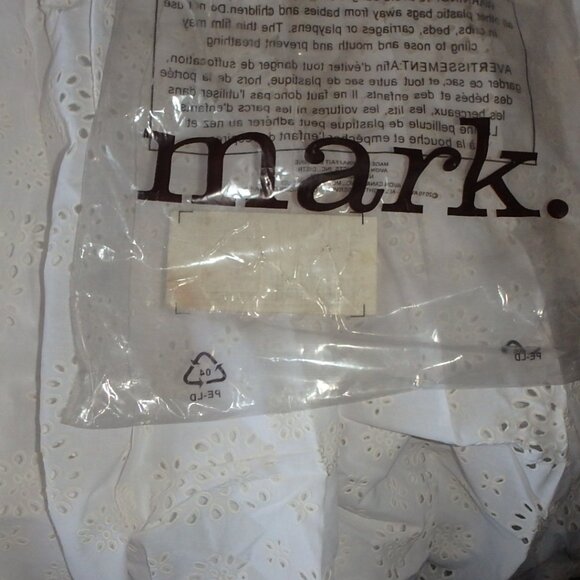 all other plastic bags away from babies and children. Do not use
in cribs, beds, carriages, or playpens. The thin film may
cling to nose and mouth and prevent breathing
AVERTISSEMENT-Afin d'éviter tout danger de suffocation,
garder ce sac, et tout autre sac de plastique, hors de la portée
des bébés et des enfants. Il ne faut donc pas l'utiliser dans
les berceaux, les lits, les voitures ni les parcs d'enfants.
La fine pellicule de plastique peut adhérer au nez et
à la bouche et empêcher l'enfant de
mark.
04
PE-LD
PE-LD